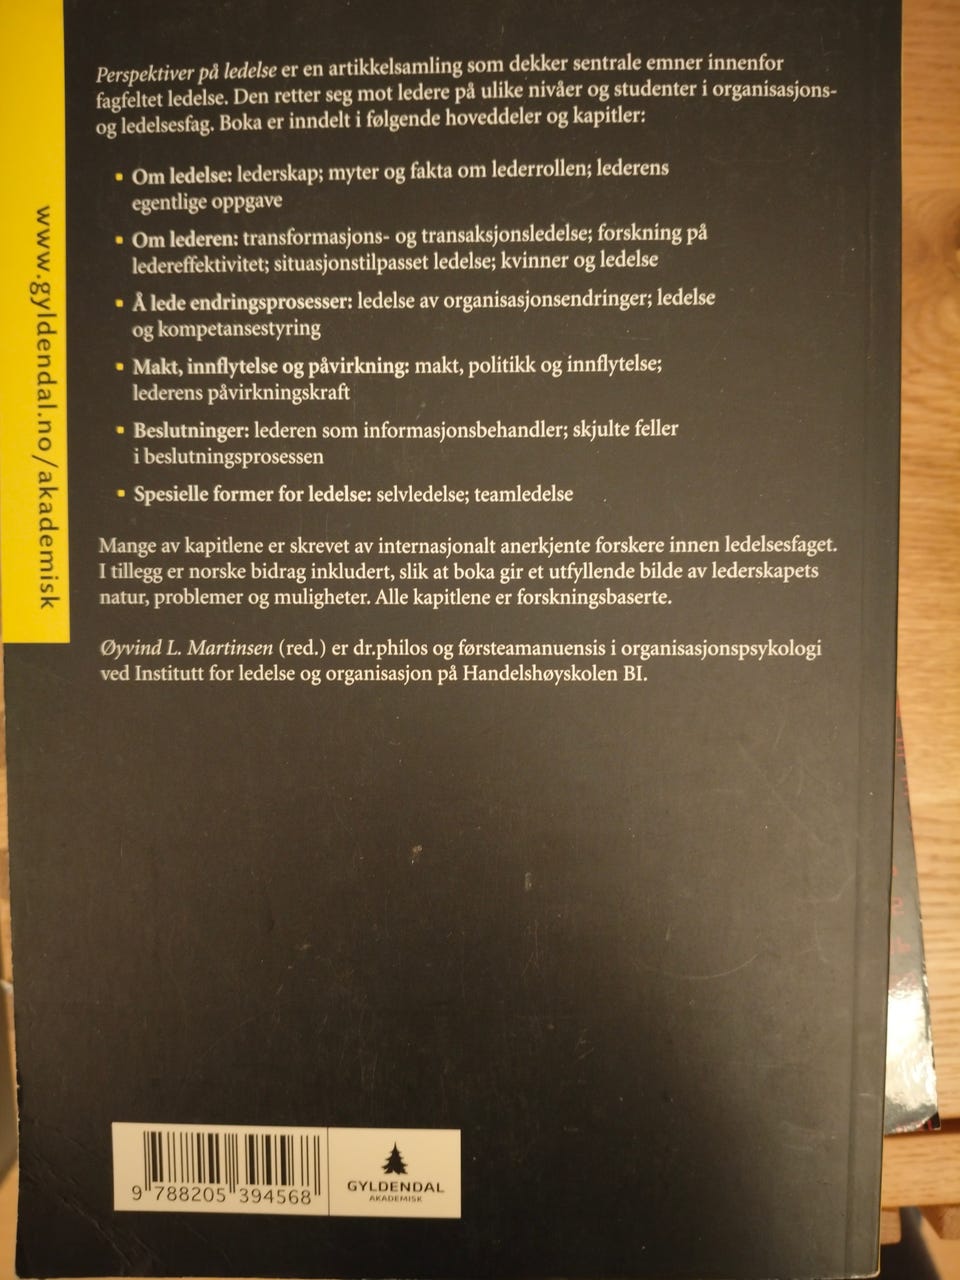 Perspektiver på ledelse er en artikkelsamling som dekker sentrale emner innenfor
fagfeltet ledelse. Den retter seg mot ledere på ulike nivåer og studenter i organisasjons-
og ledelsesfag. Boka er inndelt i følgende hoveddeler og kapitler:
▪ Om ledelse: lederskap; myter og fakta om lederrollen; lederens
egentlige oppgave
▪ Om lederen: transformasjons- og transaksjonsledelse; forskning på
ledereffektivitet; situasjonstilpasset ledelse; kvinner og ledelse
▪ Å lede endringsprosesser: ledelse av organisasjonsendringer; ledelse
og kompetansestyring
▪ Makt, innflytelse og påvirkning: makt, politikk og innflytelse;
lederens påvirkningskraft
▪ Beslutninger: lederen som informasjonsbehandler; skjulte feller
i beslutningsprosessen
▪ Spesielle former for ledelse: selvledelse; teamledelse
Mange av kapitlene er skrevet av internasjonalt anerkjente forskere innen ledelsesfaget.
I tillegg er norske bidrag inkludert, slik at boka gir et utfyllende bilde av lederskapets
natur, problemer og muligheter. Alle kapitlene er forskningsbaserte.
Øyvind L. Martinsen (red.) er dr.philos og førsteamanuensis i organisasjonspsykologi
ved Institutt for ledelse og organisasjon på Handelshøyskolen BI.
www.gyldendal.no/akademisk
9 788205 394568
GYLDENDAL
AKADEMISK